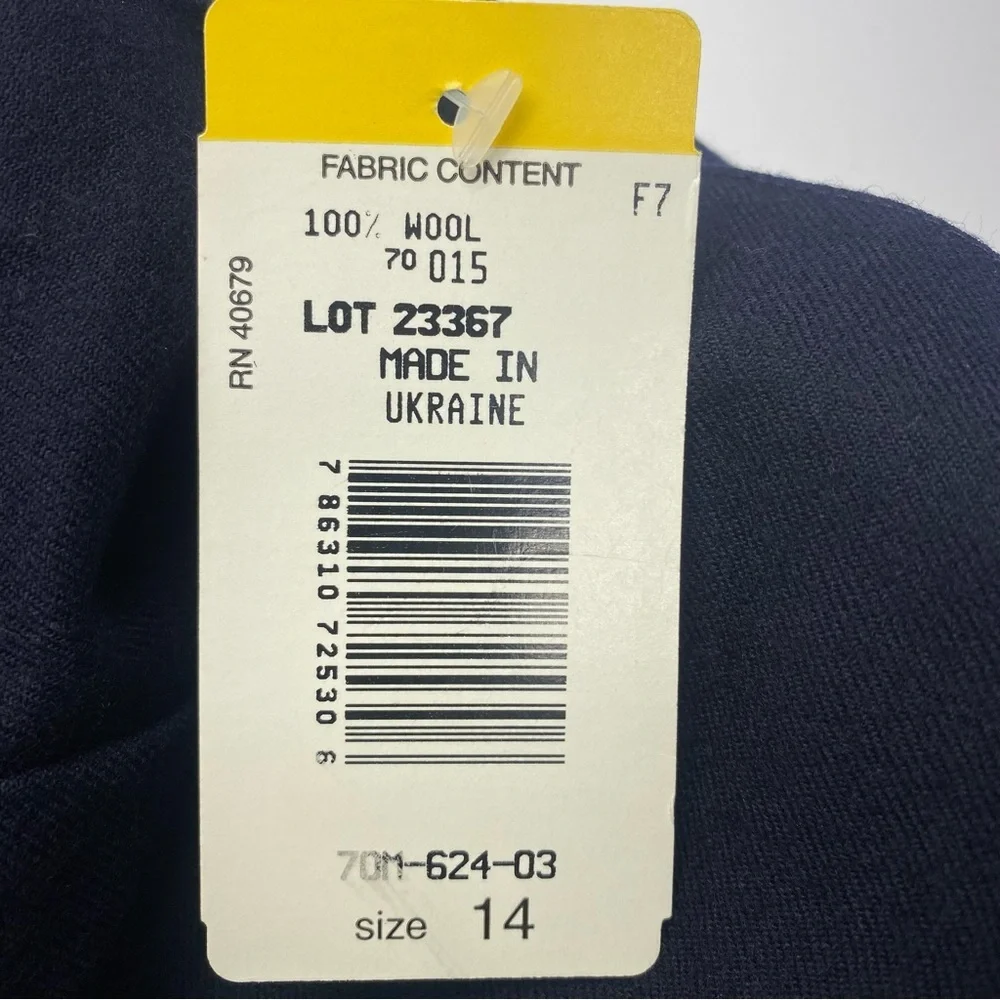 FABRIC CONTENT
F7
100% WOOL
70 015
RN 40679
LOT 23367
MADE IN
UKRAINE
7 86310 72530 6
70M-624-03
size 14